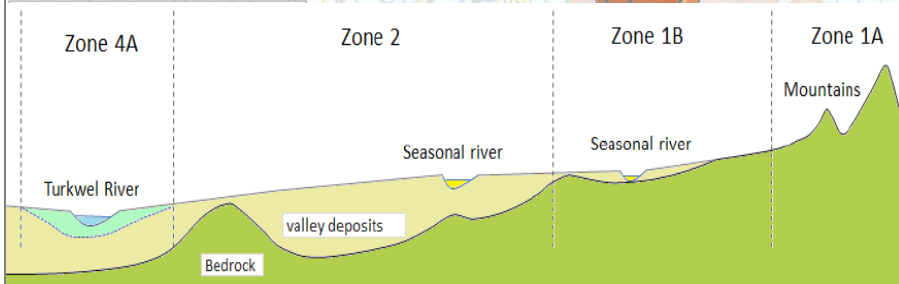 Zone 4A
Zone 2
Zone 1B
Zone 1A
Mountains
Seasonal river
Seasonal river
Turkwel River
valley deposits
Bedrock